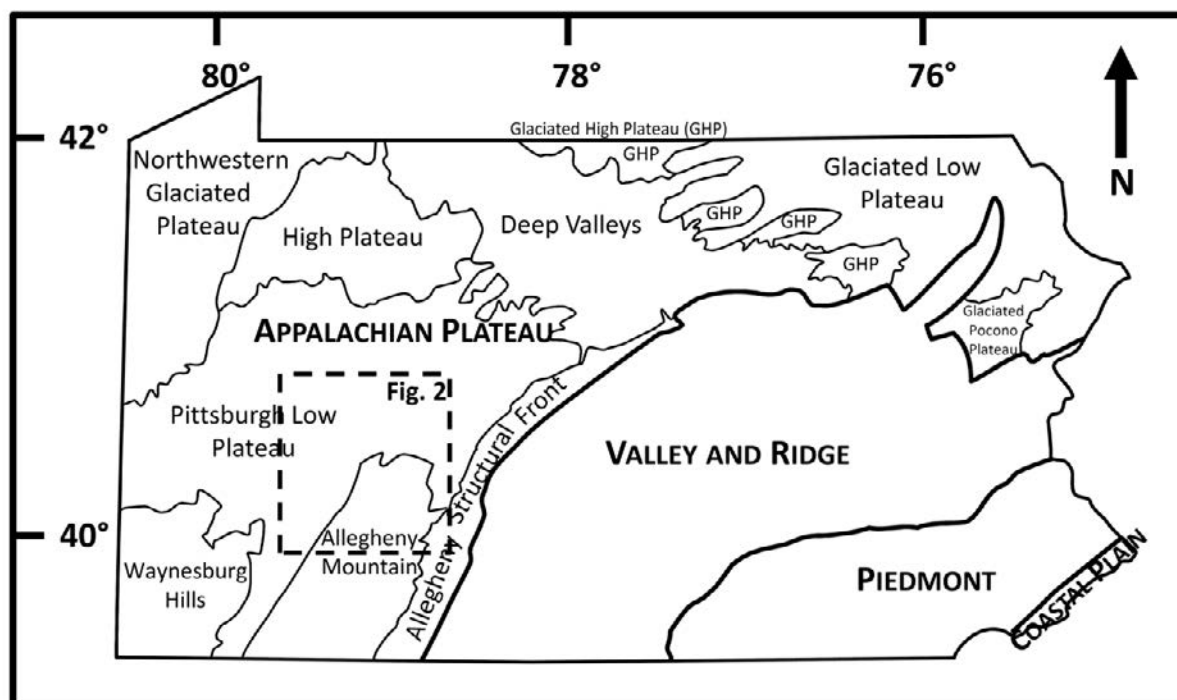 80°
78°
76°
42°
N
Glaciated High Plateau (GHP)
GHP
Northwestern
Glaciated
Plateau
High Plateau
Deep Valleys
GHP
GHP
GHP
Glaciated Low
Plateau
Glaciated
Pocono
Plateau
APPALACHIAN PLATEAU
Fig. 2
Pittsburgh Low
Plateau
Allegheny Structural Front
VALLEY AND RIDGE
40°
Waynesburg
Hills
Allegheny
Mountain
PIEDMONT
COASTAL PLAIN